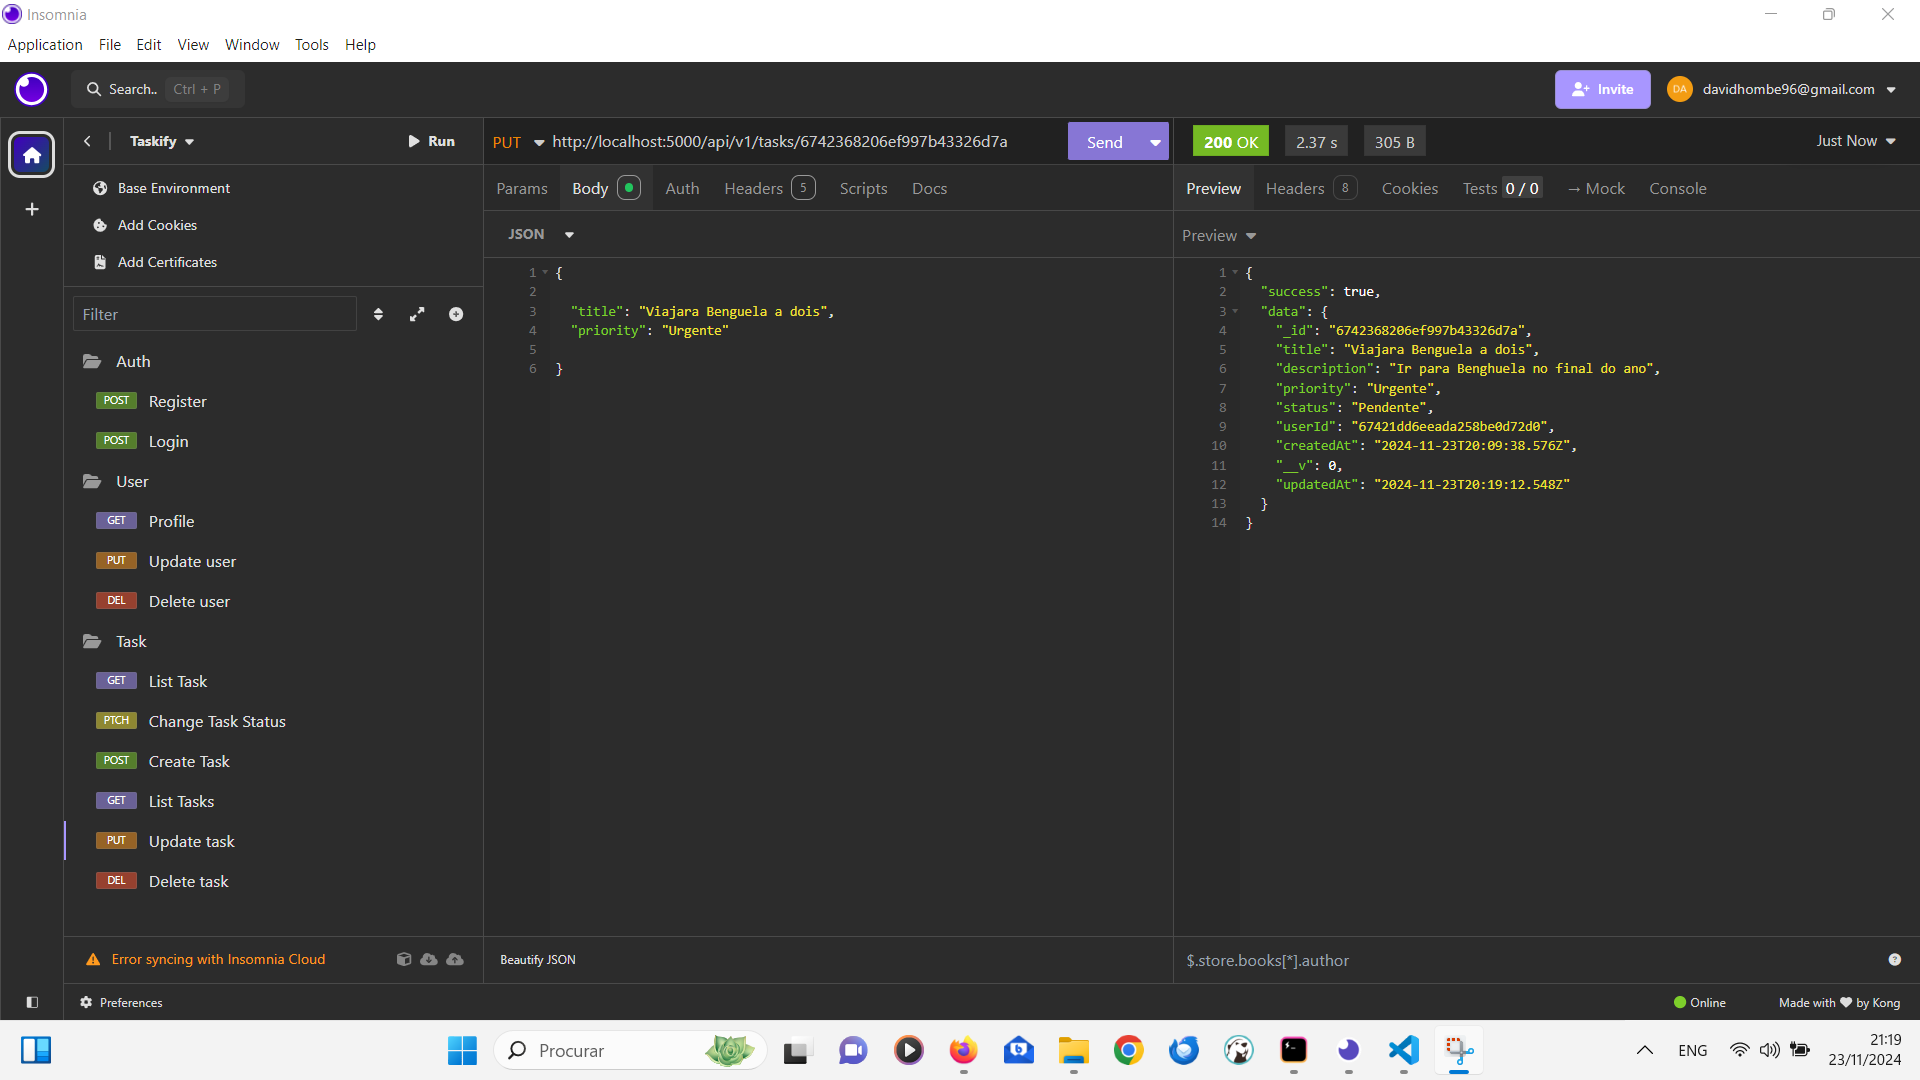 Insomnia
Application File Edit View Window Tools Help
Search.. Ctrl + P
Invite
DA davidhombe96@gmail.com
Taskify
Run
PUT http://localhost:5000/api/v1/tasks/6742368206ef997b43326d7a
Send
200 OK 2.37 s 305 B
Just Now
Base Environment
Add Cookies
Add Certificates
Filter
Auth
POST Register
POST Login
User
GET Profile
PUT Update user
DEL Delete user
Task
GET List Task
PTCH Change Task Status
POST Create Task
GET List Tasks
PUT Update task
DEL Delete task
Error syncing with Insomnia Cloud
Preferences
Params Body Auth Headers 5 Scripts Docs
JSON
1 {
2
3 "title": "Viajara Benguela a dois",
4 "priority": "Urgente"
5
6 }
Beautify JSON
Preview Headers 8 Cookies Tests 0 / 0 → Mock Console
Preview
1 {
2 "success": true,
3 "data": {
4 "_id": "6742368206ef997b43326d7a",
5 "title": "Viajara Benguela a dois",
6 "description": "Ir para Benghuela no final do ano",
7 "priority": "Urgente",
8 "status": "Pendente",
9 "userId": "67421dd6eeada258be0d72d0",
10 "createdAt": "2024-11-23T20:09:38.576Z",
11 "__v": 0,
12 "updatedAt": "2024-11-23T20:19:12.548Z"
13 }
14 }
$.store.books[*].author
Online
Made with ❤ by Kong
Procurar
ENG
21:19
23/11/2024